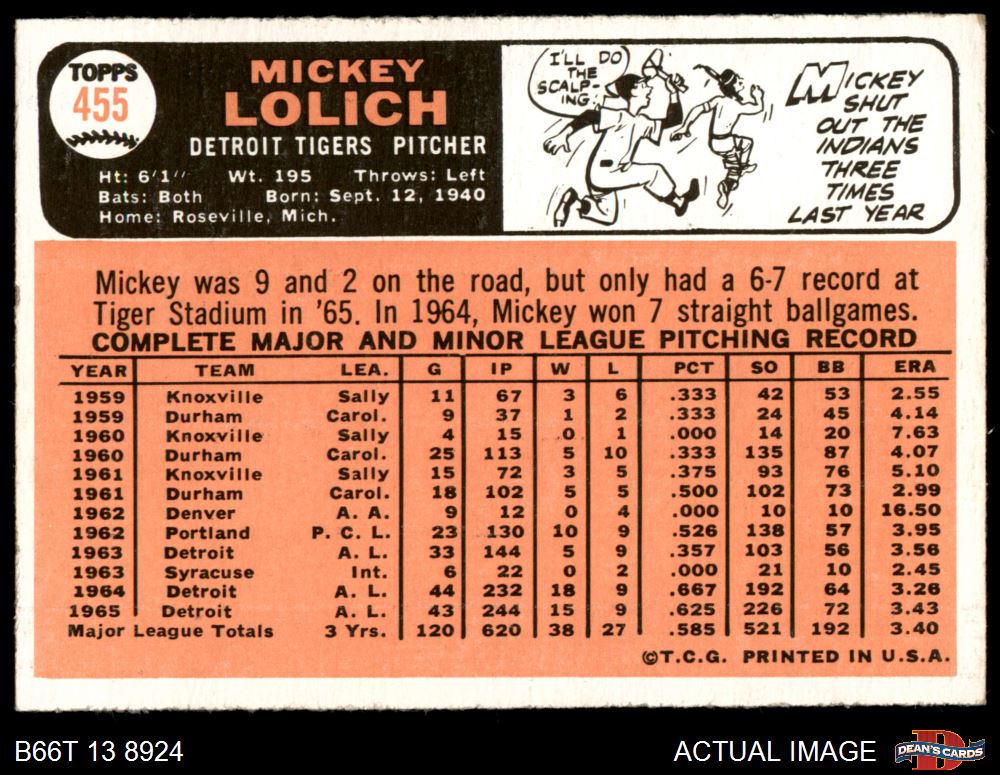 TOPPS
455
MICKEY
LOLICH
DETROIT TIGERS PITCHER
Ht: 6'1" Wt. 195 Throws: Left
Bats: Both Born: Sept. 12, 1940
Home: Roseville, Mich.
I'LL DO
THE
SCALP-
ING!
MICKEY
SHUT
OUT THE
INDIANS
THREE
TIMES
LAST YEAR
Mickey was 9 and 2 on the road, but only had a 6-7 record at
Tiger Stadium in '65. In 1964, Mickey won 7 straight ballgames.
COMPLETE MAJOR AND MINOR LEAGUE PITCHING RECORD
YEAR TEAM LEA. G IP W L PCT SO BB ERA
1959 Knoxville Sally 11 67 3 6 .333 42 53 2.55
1959 Durham Carol. 9 37 1 2 .333 24 45 4.14
1960 Knoxville Sally 4 15 0 1 .000 14 20 7.63
1960 Durham Carol. 25 113 5 10 .333 135 87 4.07
1961 Knoxville Sally 15 72 3 5 .375 93 76 5.10
1961 Durham Carol. 18 102 5 5 .500 102 73 2.99
1962 Denver A. A. 9 12 0 4 .000 10 10 16.50
1962 Portland P. C. L. 23 130 10 9 .526 138 57 3.95
1963 Detroit A. L. 33 144 5 9 .357 103 56 3.56
1963 Syracuse Int. 6 22 0 2 .000 21 10 2.45
1964 Detroit A. L. 44 232 18 9 .667 192 64 3.26
1965 Detroit A. L. 43 244 15 9 .625 226 72 3.43
Major League Totals 3 Yrs. 120 620 38 27 .585 521 192 3.40
©T.C.G. PRINTED IN U.S.A.
B66T 13 8924 ACTUAL IMAGE DEAN'S CARDS